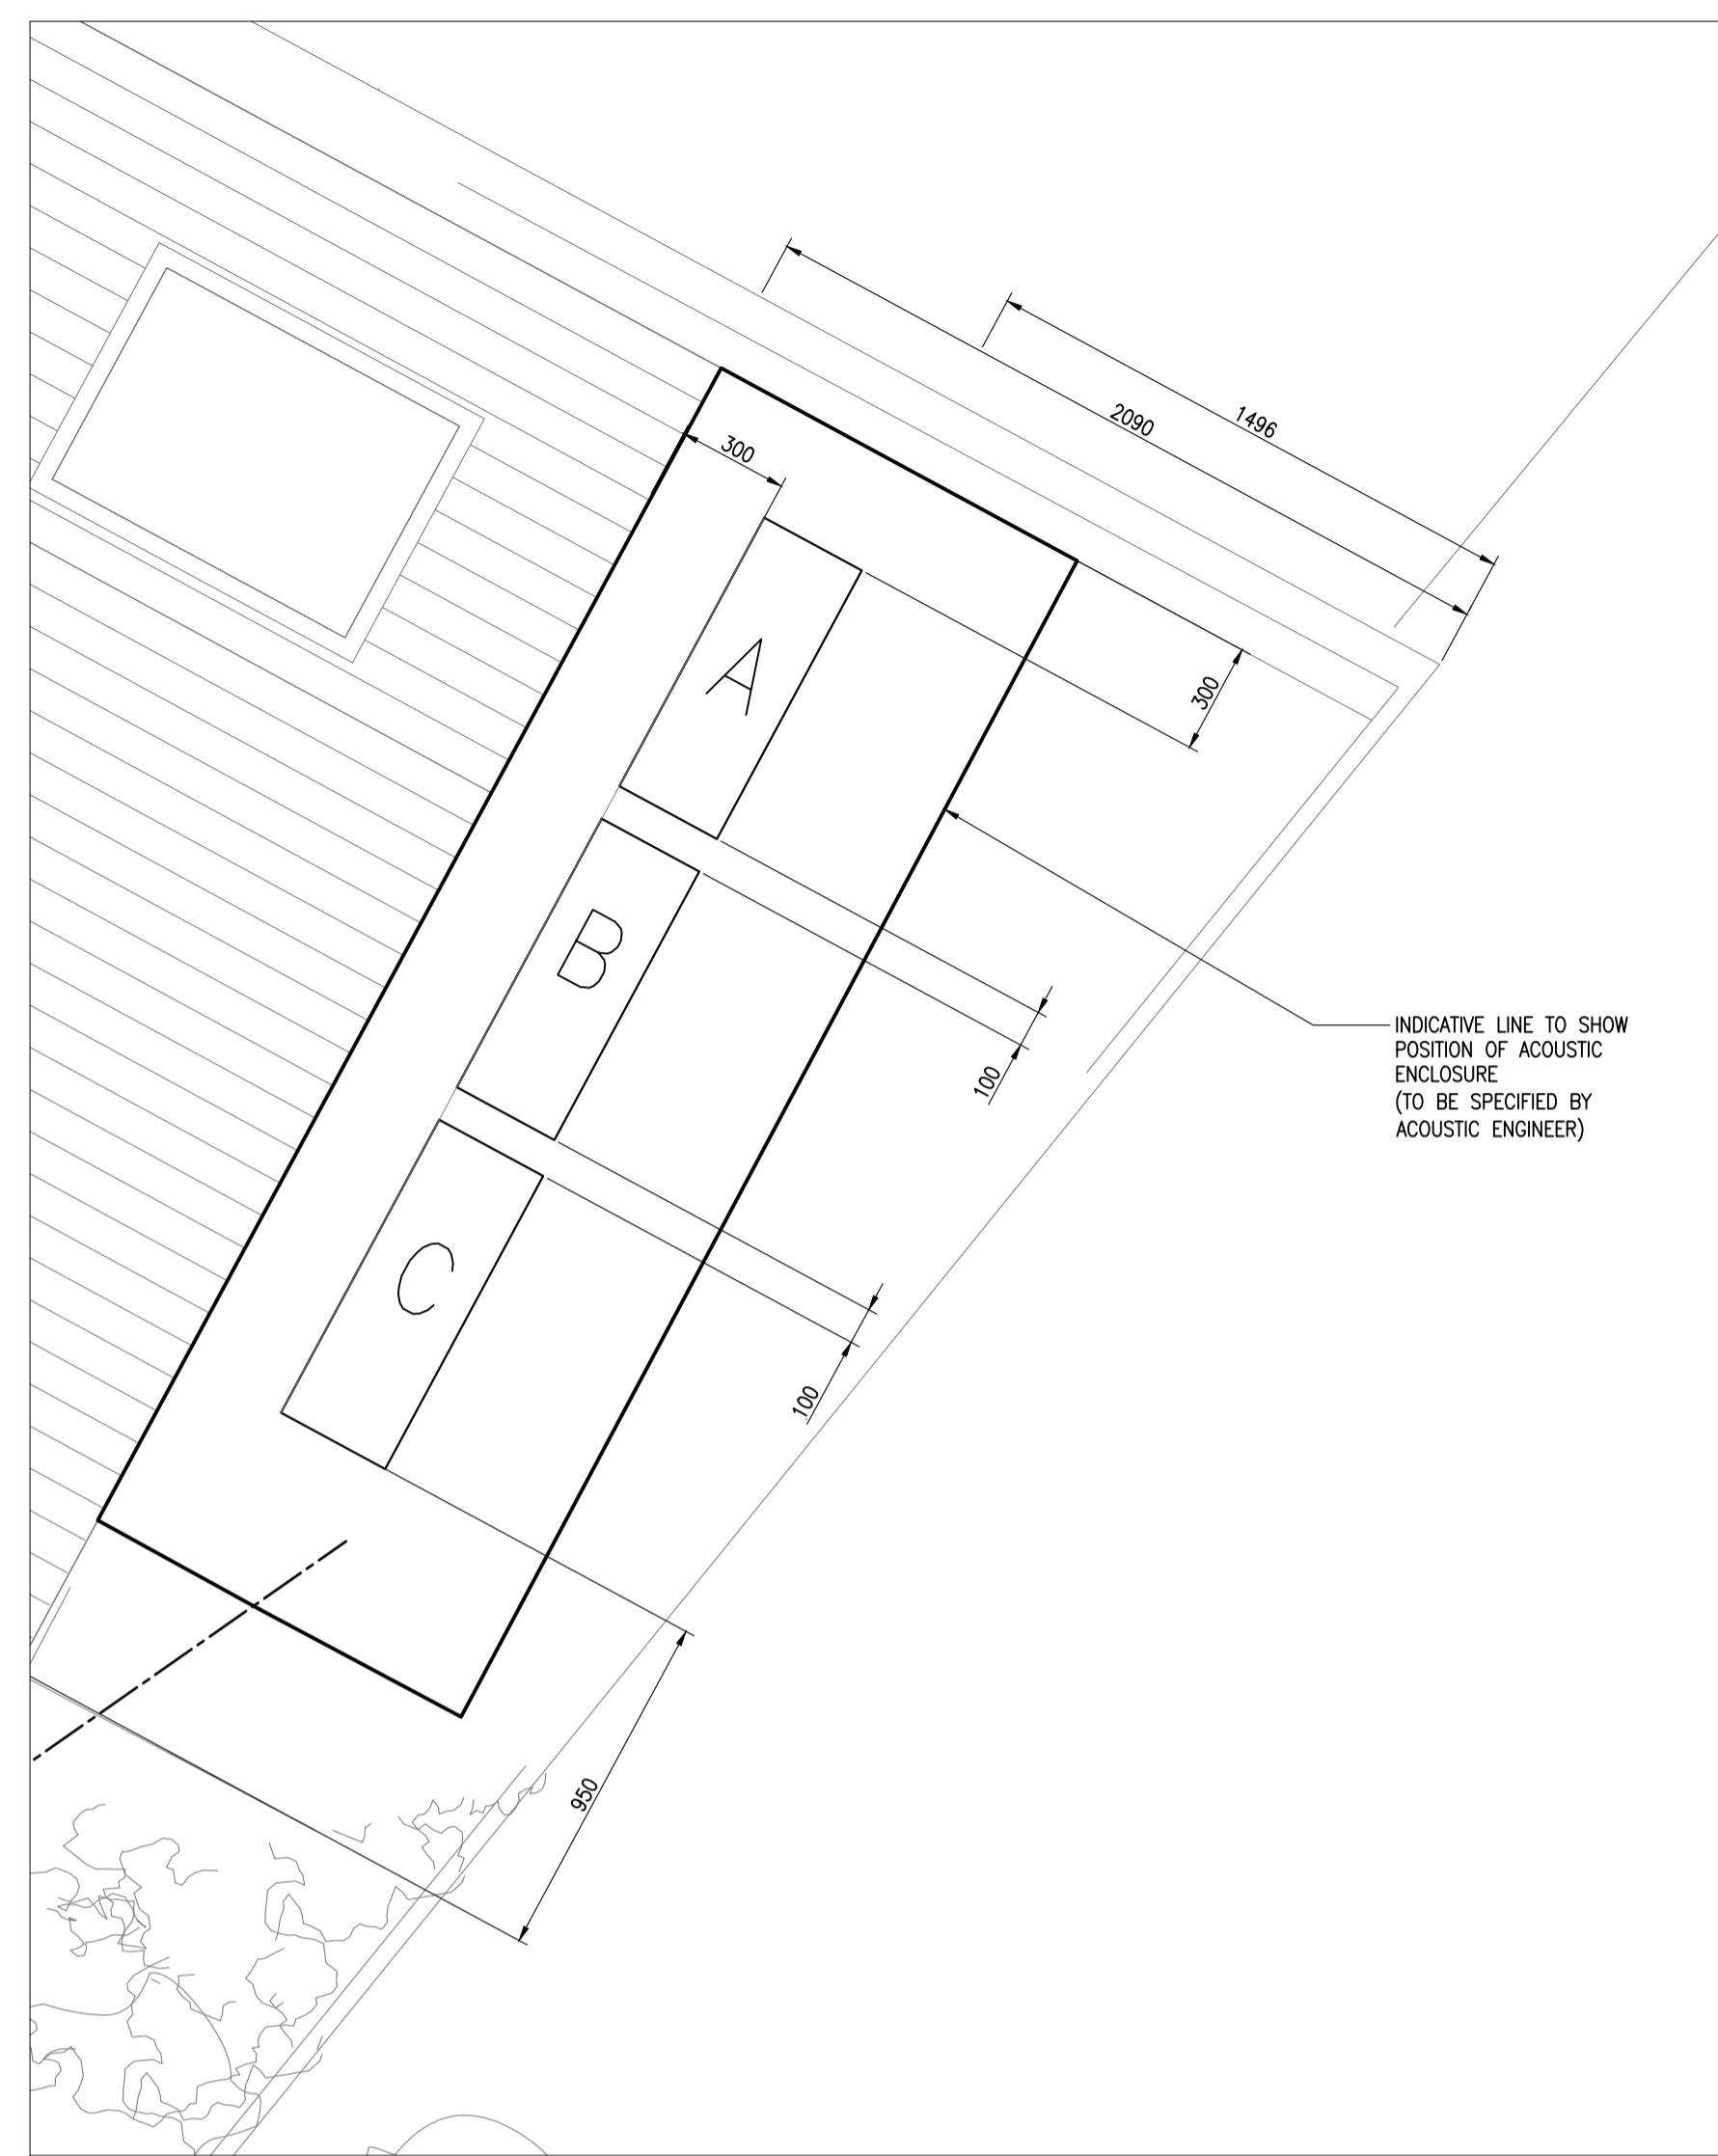 2090
1496
300
A
300
B
INDICATIVE LINE TO SHOW
POSITION OF ACOUSTIC
ENCLOSURE
(TO BE SPECIFIED BY
ACOUSTIC ENGINEER)
100
C
100
950